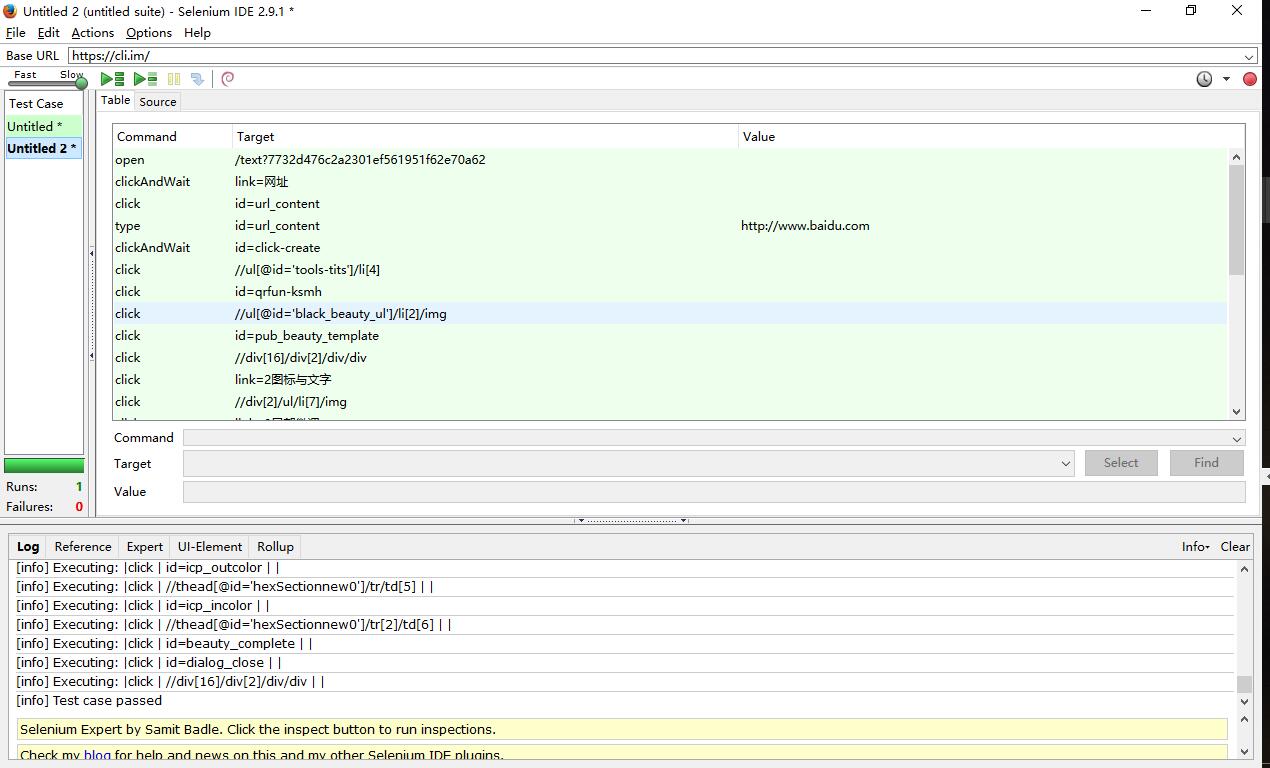 Untitled 2 (untitled suite) - Selenium IDE 2.9.1 *
File Edit Actions Options Help
Base URL https://cli.im/
Fast Slow
Test Case
Untitled *
Untitled 2 *
Table Source
Command Target Value
open /text?7732d476c2a2301ef561951f62e70a62
clickAndWait link=网址
click id=url_content
type id=url_content http://www.baidu.com
clickAndWait id=click-create
click //ul[@id='tools-tits']/li[4]
click id=qrfun-ksmh
click //ul[@id='black_beauty_ul']/li[2]/img
click id=pub_beauty_template
click //div[16]/div[2]/div/div
click link=2图标与文字
click //div[2]/ul/li[7]/img
Command
Target Select Find
Value
Runs: 1
Failures: 0
Log Reference Expert UI-Element Rollup Info Clear
[info] Executing: |click | id=icp_outcolor | |
[info] Executing: |click | //thead[@id='hexSectionnew0']/tr/td[5] | |
[info] Executing: |click | id=icp_incolor | |
[info] Executing: |click | //thead[@id='hexSectionnew0']/tr[2]/td[6] | |
[info] Executing: |click | id=beauty_complete | |
[info] Executing: |click | id=dialog_close | |
[info] Executing: |click | //div[16]/div[2]/div/div | |
[info] Test case passed
Selenium Expert by Samit Badle. Click the inspect button to run inspections.
Check my blog for help and news on this and my other Selenium IDE plugins.